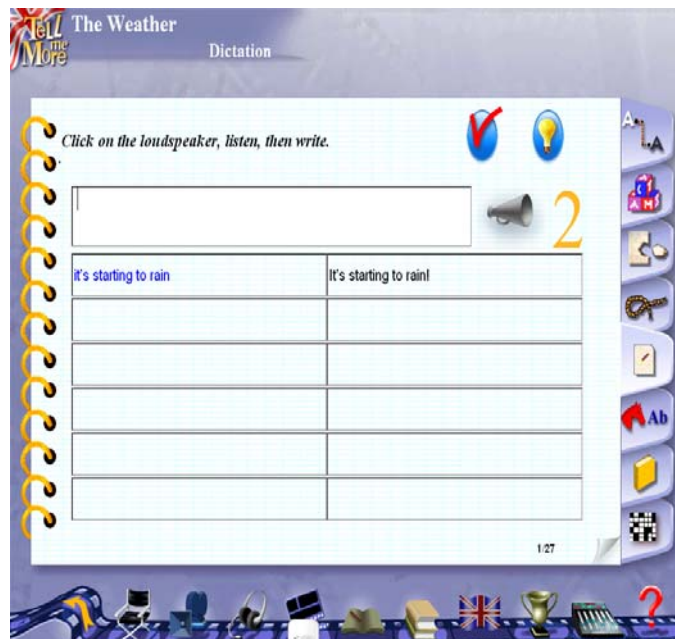 Tell me More
The Weather
Dictation
Click on the loudspeaker, listen, then write.
2
it's starting to rain
It's starting to rain!
1/27
A A
A M
Ab
?